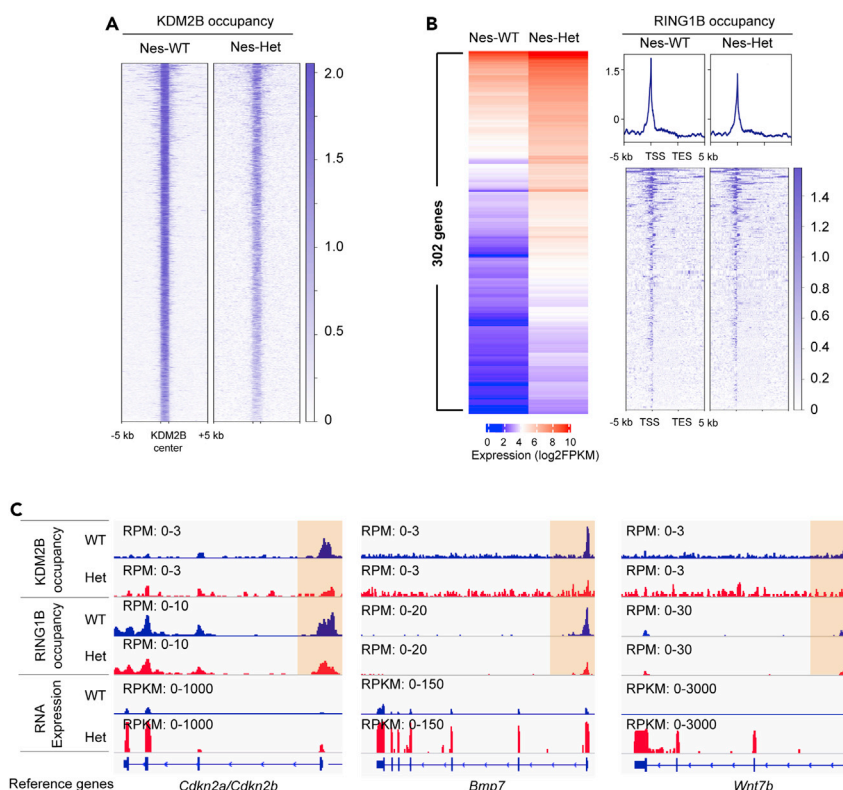 A
KDM2B occupancy
Nes-WT Nes-Het
2.0
1.0
0.5
0
-5 kb KDM2B center +5 kb
B
Nes-WT Nes-Het
302 genes
0 2 4 6 8 10
Expression (log2FPKM)
RING1B occupancy
Nes-WT Nes-Het
1.5
0
-5 kb TSS TES 5 kb
1.4
1.2
1.0
0.8
0.6
0.4
0.2
0
-5 kb TSS TES 5 kb
C
KDM2B occupancy
WT RPM: 0-3 RPM: 0-3 RPM: 0-3
Het RPM: 0-3 RPM: 0-3 RPM: 0-3
RING1B occupancy
WT RPM: 0-10 RPM: 0-20 RPM: 0-30
Het RPM: 0-10 RPM: 0-20 RPM: 0-30
RNA Expression
WT RPKM: 0-1000 RPKM: 0-150 RPKM: 0-3000
Het RPKM: 0-1000 RPKM: 0-150 RPKM: 0-3000
Reference genes Cdkn2a/Cdkn2b Bmp7 Wnt7b